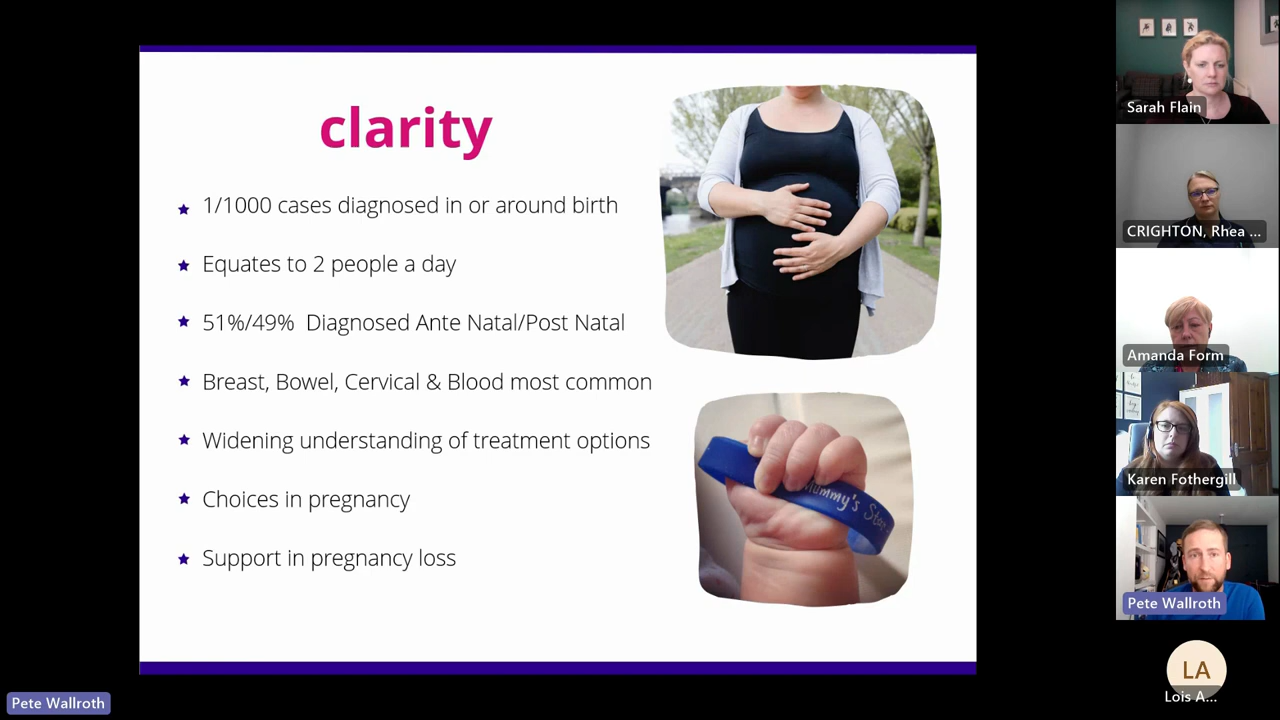 clarity
1/1000 cases diagnosed in or around birth
Equates to 2 people a day
51%/49% Diagnosed Ante Natal/Post Natal
Breast, Bowel, Cervical & Blood most common
Widening understanding of treatment options
Choices in pregnancy
Support in pregnancy loss
Mummy's Star
Sarah Flain
CRIGHTON, Rhea ...
Amanda Form
Karen Fothergill
Pete Wallroth
LA
Lois A...
Pete Wallroth